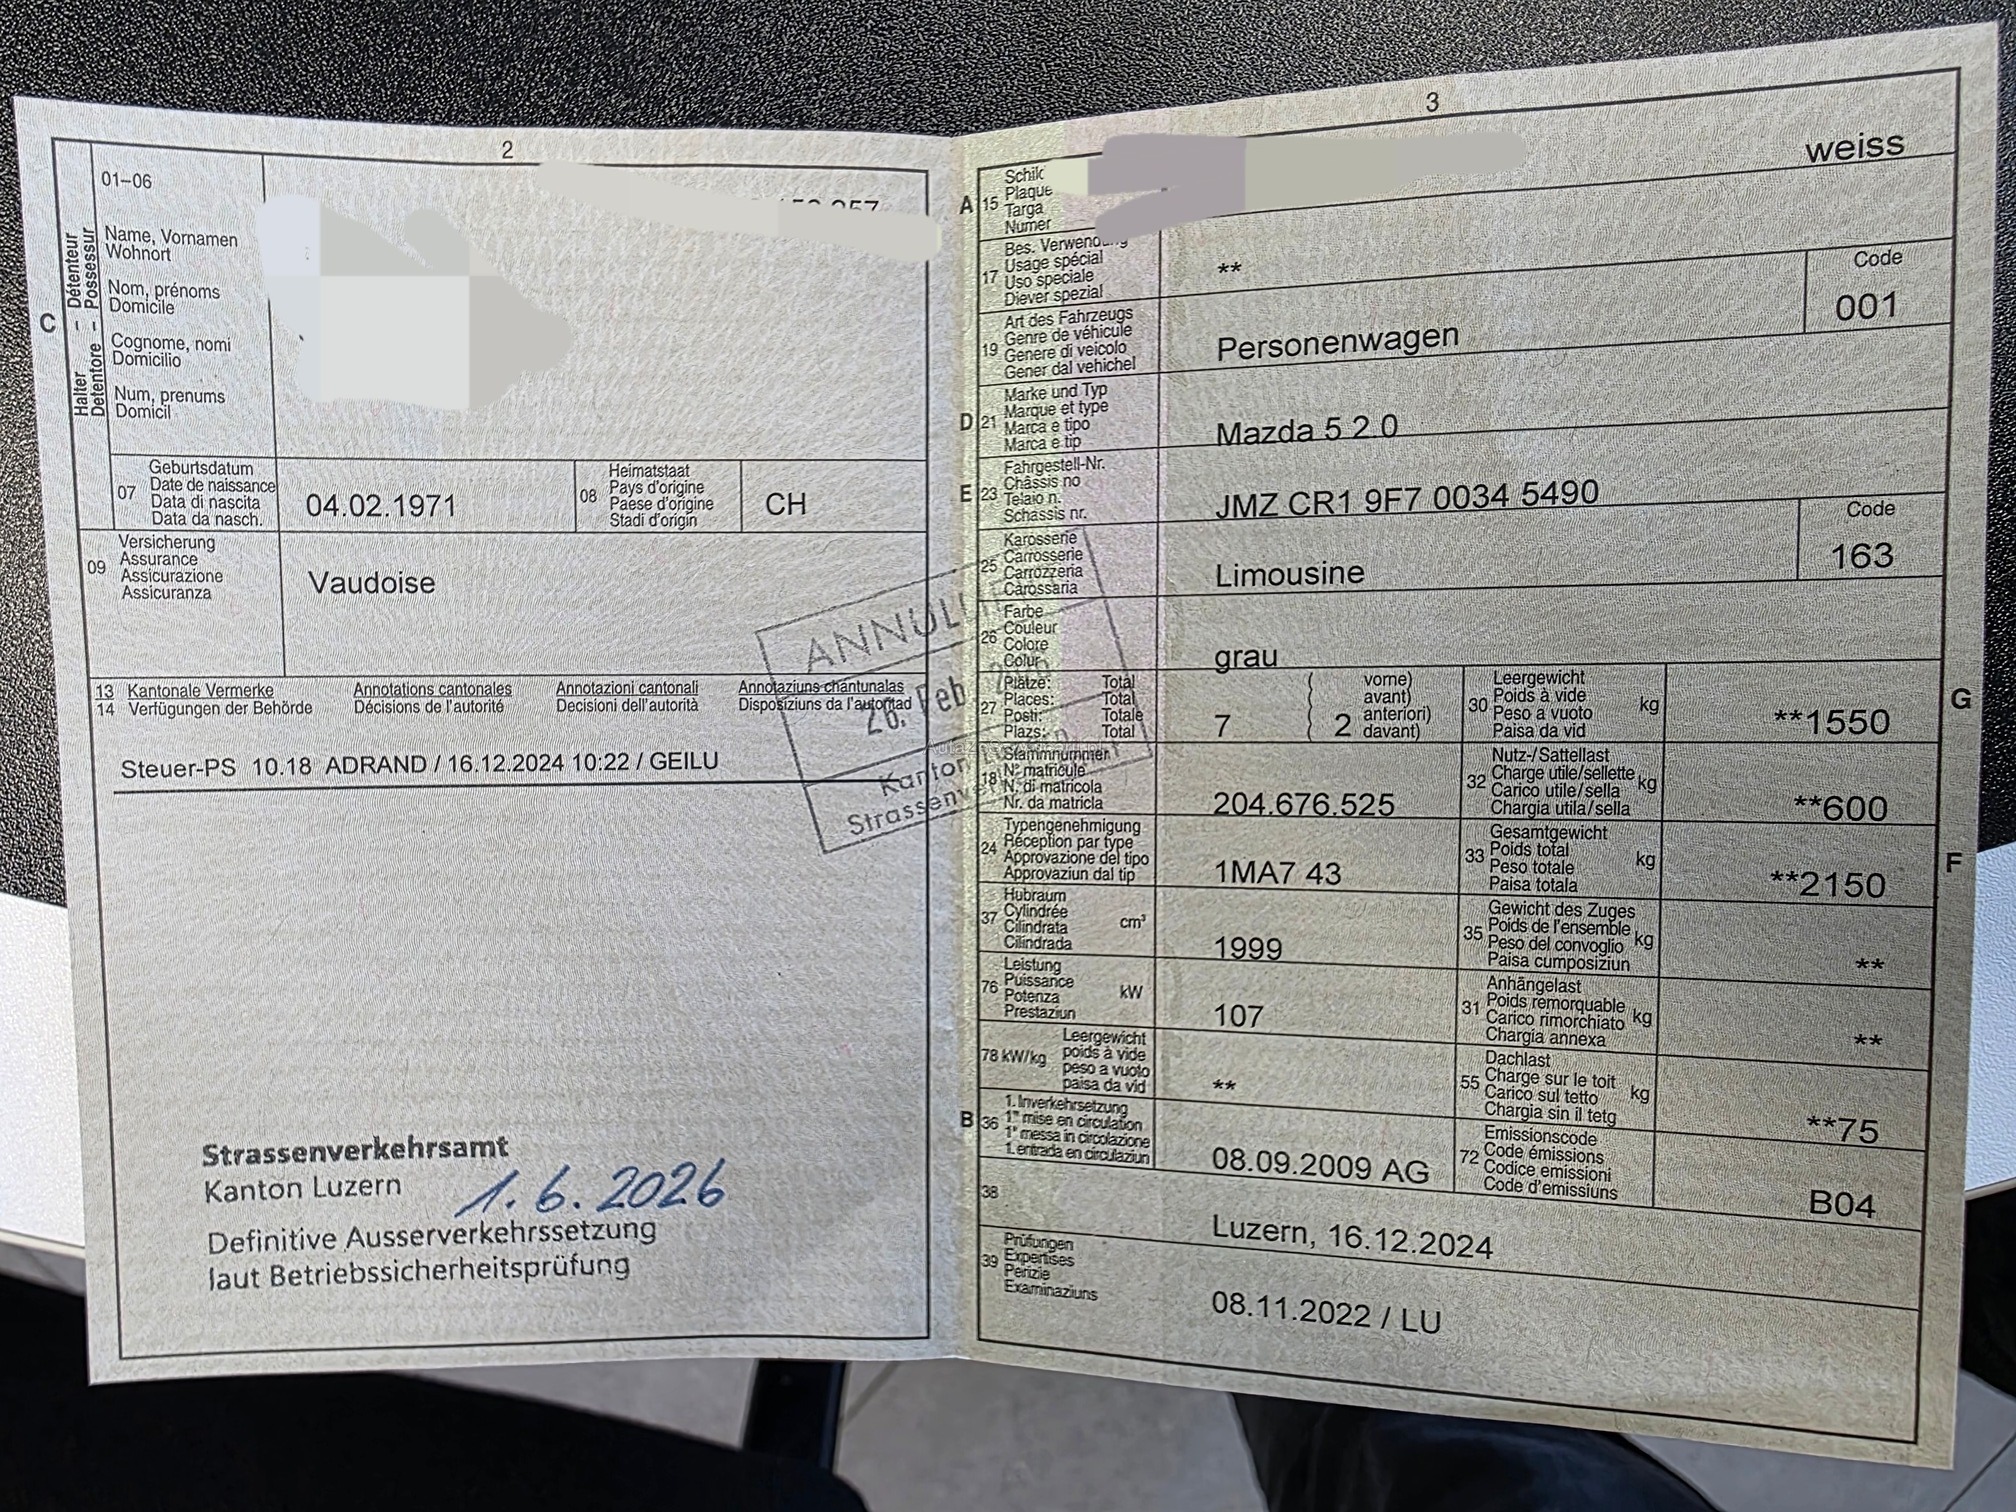 2
01–06
Name, Vornamen
Wohnort
Nom, prénoms
Domicile
Cognome, nomi
Domicilio
Num, prenums
Domicil
C
Halter – Détenteur
Detentore – Possessur
07
Geburtsdatum
Date de naissance
Data di nascita
Data da nasch.
04.02.1971
08
Heimatstaat
Pays d'origine
Paese d'origine
Stadi d'origin
CH
09
Versicherung
Assurance
Assicurazione
Assicuranza
Vaudoise
13 Kantonale Vermerke Annotations cantonales Annotazioni cantonali Annotaziuns chantunalas
14 Verfügungen der Behörde Décisions de l'autorité Decisioni dell'autorità Disposiziuns da l'autoritad
Steuer-PS 10.18 ADRAND / 16.12.2024 10:22 / GEILU
26. Feb
Kanton
Strassenverkehrsamt
Kanton Luzern
1.6.2026
Definitive Ausserverkehrssetzung
laut Betriebssicherheitsprüfung
3
A 15
Plaque
Targa
Numer
weiss
17
Bes.
Usage spécial
Uso speciale
Diever spezial
**
19
Art des Fahrzeugs
Genre de véhicule
Genere di veicolo
Gener dal vehichel
Personenwagen
Code
001
D 21
Marke und Typ
Marque et type
Marca e tipo
Marca e tip
Mazda 5 2.0
E 23
Fahrgestell-Nr.
Châssis no
Telaio n.
Schassis nr.
JMZ CR1 9F7 0034 5490
25
Karosserie
Carrosserie
Carrozzeria
Carossaria
Limousine
Code
163
26
Farbe
Couleur
Colore
Colur
grau
27
Plätze: Total
Places: Total
Posti: Totale
Plazs: Total
7
2
vorne)
avant)
anteriori)
davant)
30
Leergewicht
Poids à vide
Peso a vuoto
Paisa da vid
kg
**1550
G
18
Stammnummer
N° matricule
N. di matricola
Nr. da matricla
204.676.525
32
Nutz-/Sattellast
Charge utile/sellette
Carico utile/sella
Chargia utila/sella
kg
**600
24
Typengenehmigung
Réception par type
Approvazione del tipo
Approvaziun dal tip
1MA7 43
33
Gesamtgewicht
Poids total
Peso totale
Paisa totala
kg
**2150
F
37
Hubraum
Cylindrée
Cilindrata
Cilindrada
cm³
1999
35
Gewicht des Zuges
Poids de l'ensemble
Peso del convoglio
Paisa cumposiziun
kg
**
76
Leistung
Puissance
Potenza
Prestaziun
kW
107
31
Anhängelast
Poids remorquable
Carico rimorchiato
Chargia annexa
kg
**
78 kW/kg
Leergewicht
poids à vide
peso a vuoto
paisa da vid
**
55
Dachlast
Charge sur le toit
Carico sul tetto
Chargia sin il tetg
kg
**75
B 36
1. Inverkehrsetzung
1re mise en circulation
1a messa in circolazione
1. entrada en circulaziun
08.09.2009 AG
72
Emissionscode
Code émissions
Codice emissioni
Code d'emissiuns
B04
38
Luzern, 16.12.2024
39
Prüfungen
Expertises
Perizie
Examinaziuns
08.11.2022 / LU